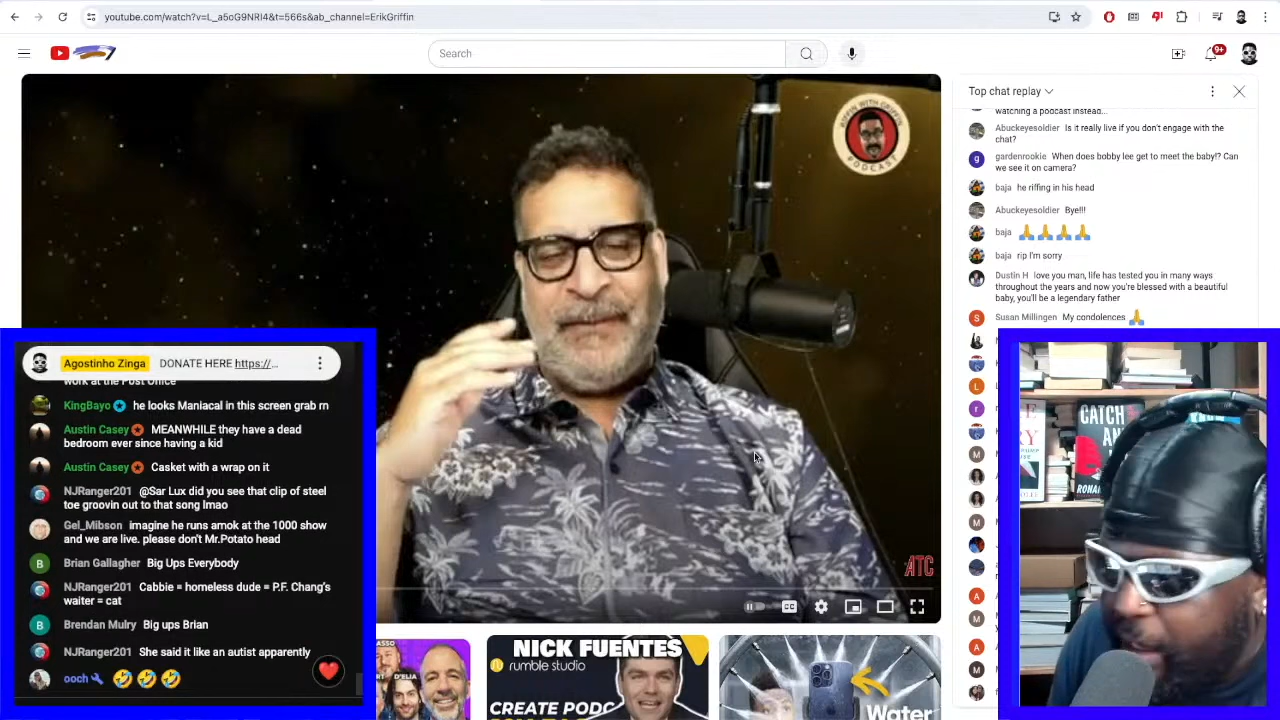 youtube.com/watch?v=L_a5oG9NRI4&t=566s&ab_channel=ErikGriffin
Search
9+
RIFFIN WITH GRIFFIN
PODCAST
ATC
Top chat replay
watching a podcast instead...
Abuckeyesoldier Is it really live if you don't engage with the
chat?
gardenrookie When does bobby lee get to meet the baby!? Can
we see it on camera?
baja he riffing in his head
Abuckeyesoldier Bye!!!
baja 🙏🙏🙏🙏
baja rip I'm sorry
Dustin H love you man, life has tested you in many ways
throughout the years and now you're blessed with a beautiful
baby, you'll be a legendary father
Susan Millingen My condolences 🙏
Agostinho Zinga DONATE HERE https://...
work at the Post Office
KingBayo he looks Maniacal in this screen grab rn
Austin Casey MEANWHILE they have a dead
bedroom ever since having a kid
Austin Casey Casket with a wrap on it
NJRanger201 @Sar Lux did you see that clip of steel
toe groovin out to that song lmao
Gel_Mibson imagine he runs amok at the 1000 show
and we are live. please don't Mr.Potato head
Brian Gallagher Big Ups Everybody
NJRanger201 Cabbie = homeless dude = P.F. Chang's
waiter = cat
Brendan Mulry Big ups Brian
NJRanger201 She said it like an autist apparently
ooch 🤣🤣🤣
NICK FUENTES
rumble studio
CREATE PODC
Water
CATCH
AND